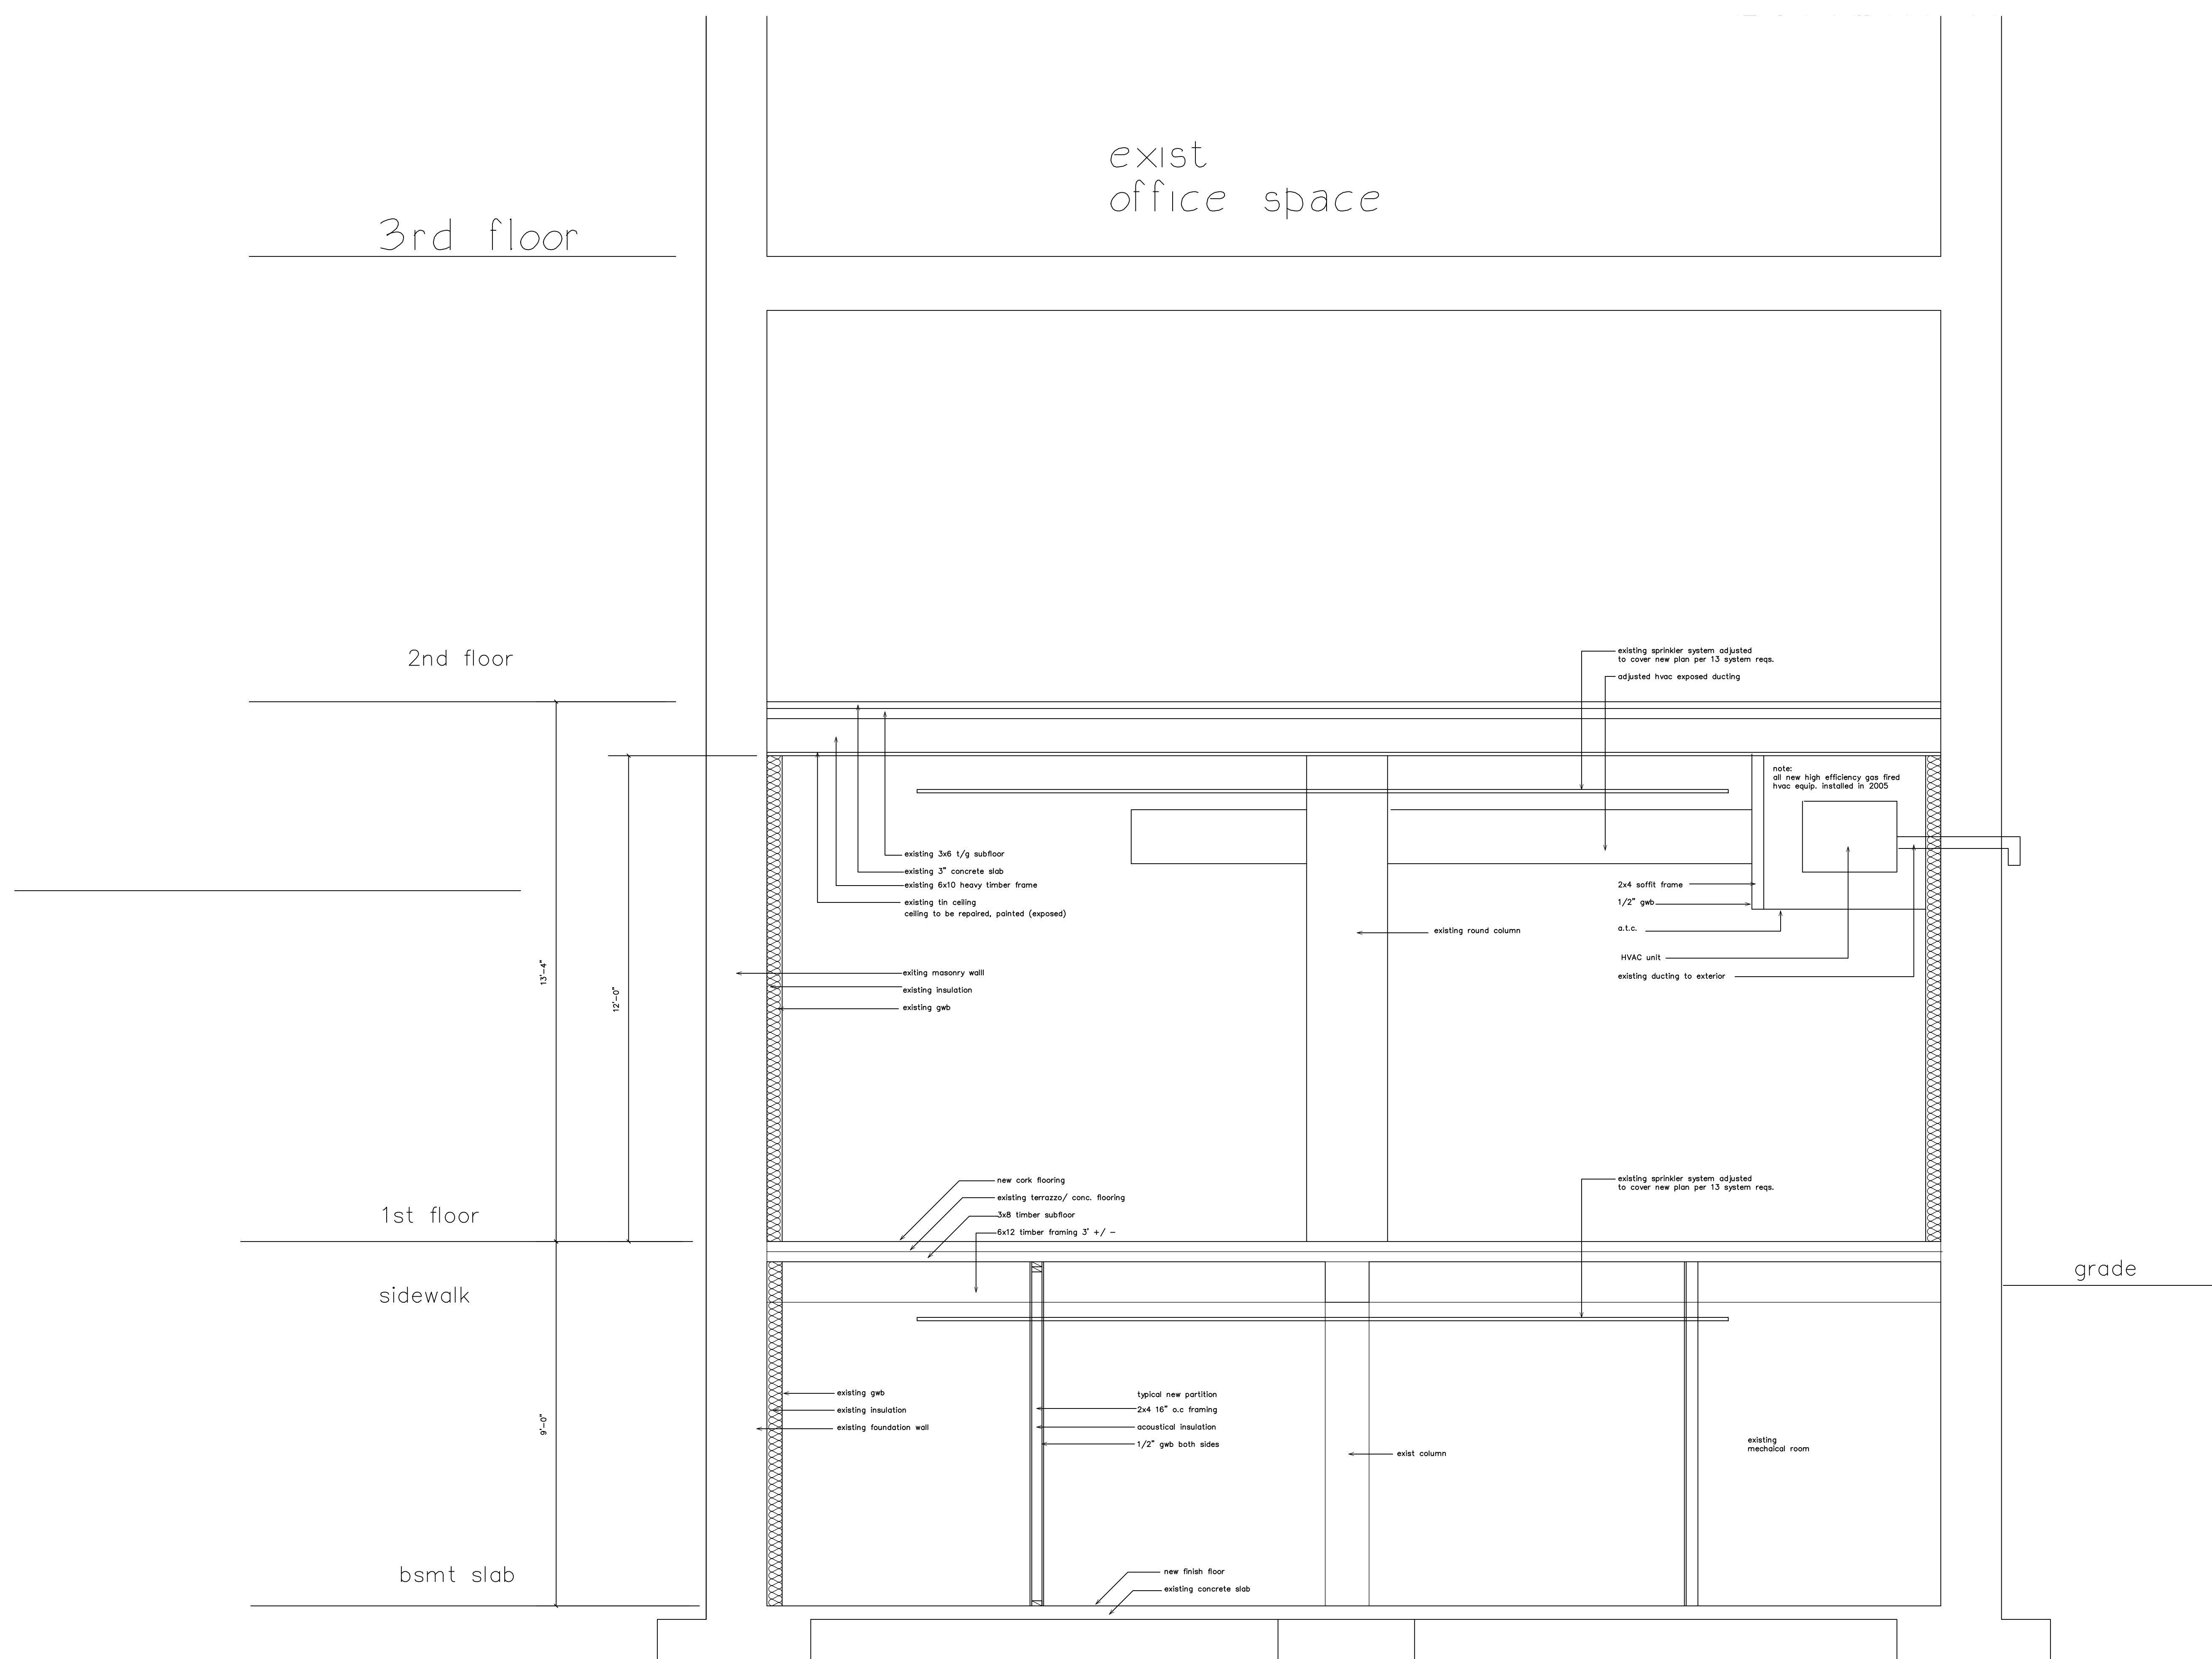 exist
office space
3rd floor
2nd floor
existing sprinkler system adjusted
to cover new plan per 13 system reqs.
adjusted hvac exposed ducting
note:
all new high efficiency gas fired
hvac equip. installed in 2005
existing 3x6 t/g subfloor
existing 3" concrete slab
existing 6x10 heavy timber frame
existing tin ceiling
ceiling to be repaired, painted (exposed)
2x4 soffit frame
1/2" gwb
a.t.c.
HVAC unit
existing ducting to exterior
existing round column
exiting masonry walll
existing insulation
existing gwb
13'-4"
12'-0"
new cork flooring
existing terrazzo/ conc. flooring
3x8 timber subfloor
6x12 timber framing 3' +/ -
existing sprinkler system adjusted
to cover new plan per 13 system reqs.
1st floor
sidewalk
grade
existing gwb
existing insulation
existing foundation wall
typical new partition
2x4 16" o.c framing
acoustical insulation
1/2" gwb both sides
exist column
existing
mechaical room
9'-0"
new finish floor
existing concrete slab
bsmt slab